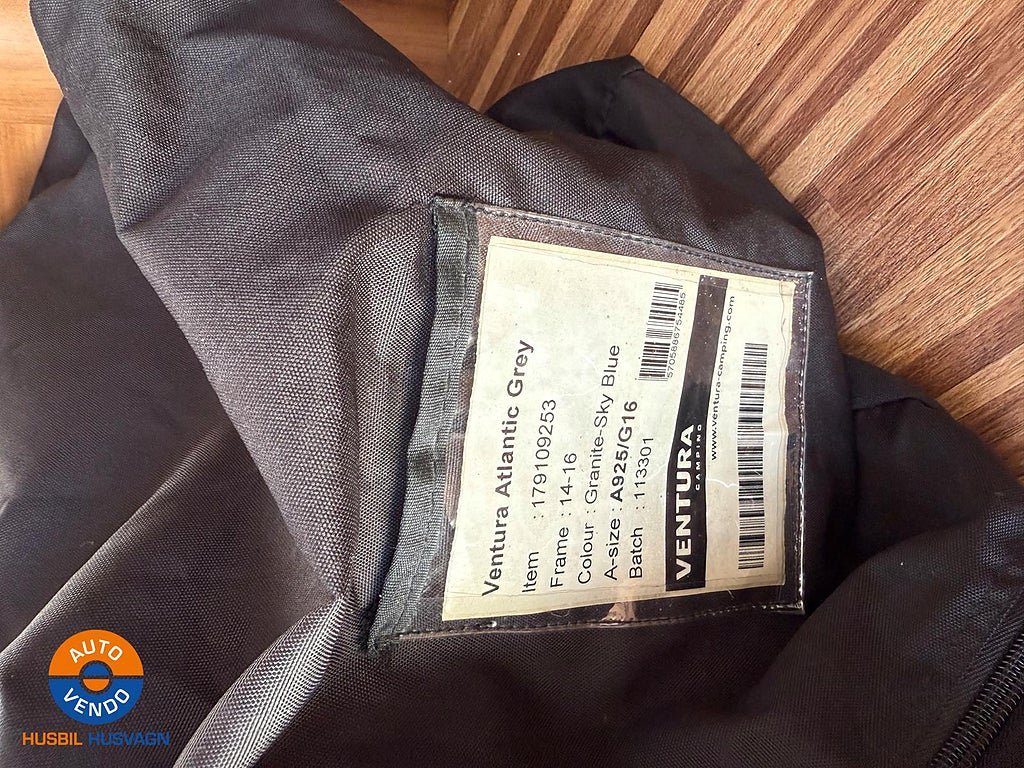 Ventura Atlantic Grey
Item : 179109253
Frame : 14-16
Colour : Granite-Sky Blue
A-size : A925/G16
Batch : 113301
5705886754485
VENTURA
CAMPING
www.ventura-camping.com
AUTO
VENDO
HUSBIL HUSVAGN